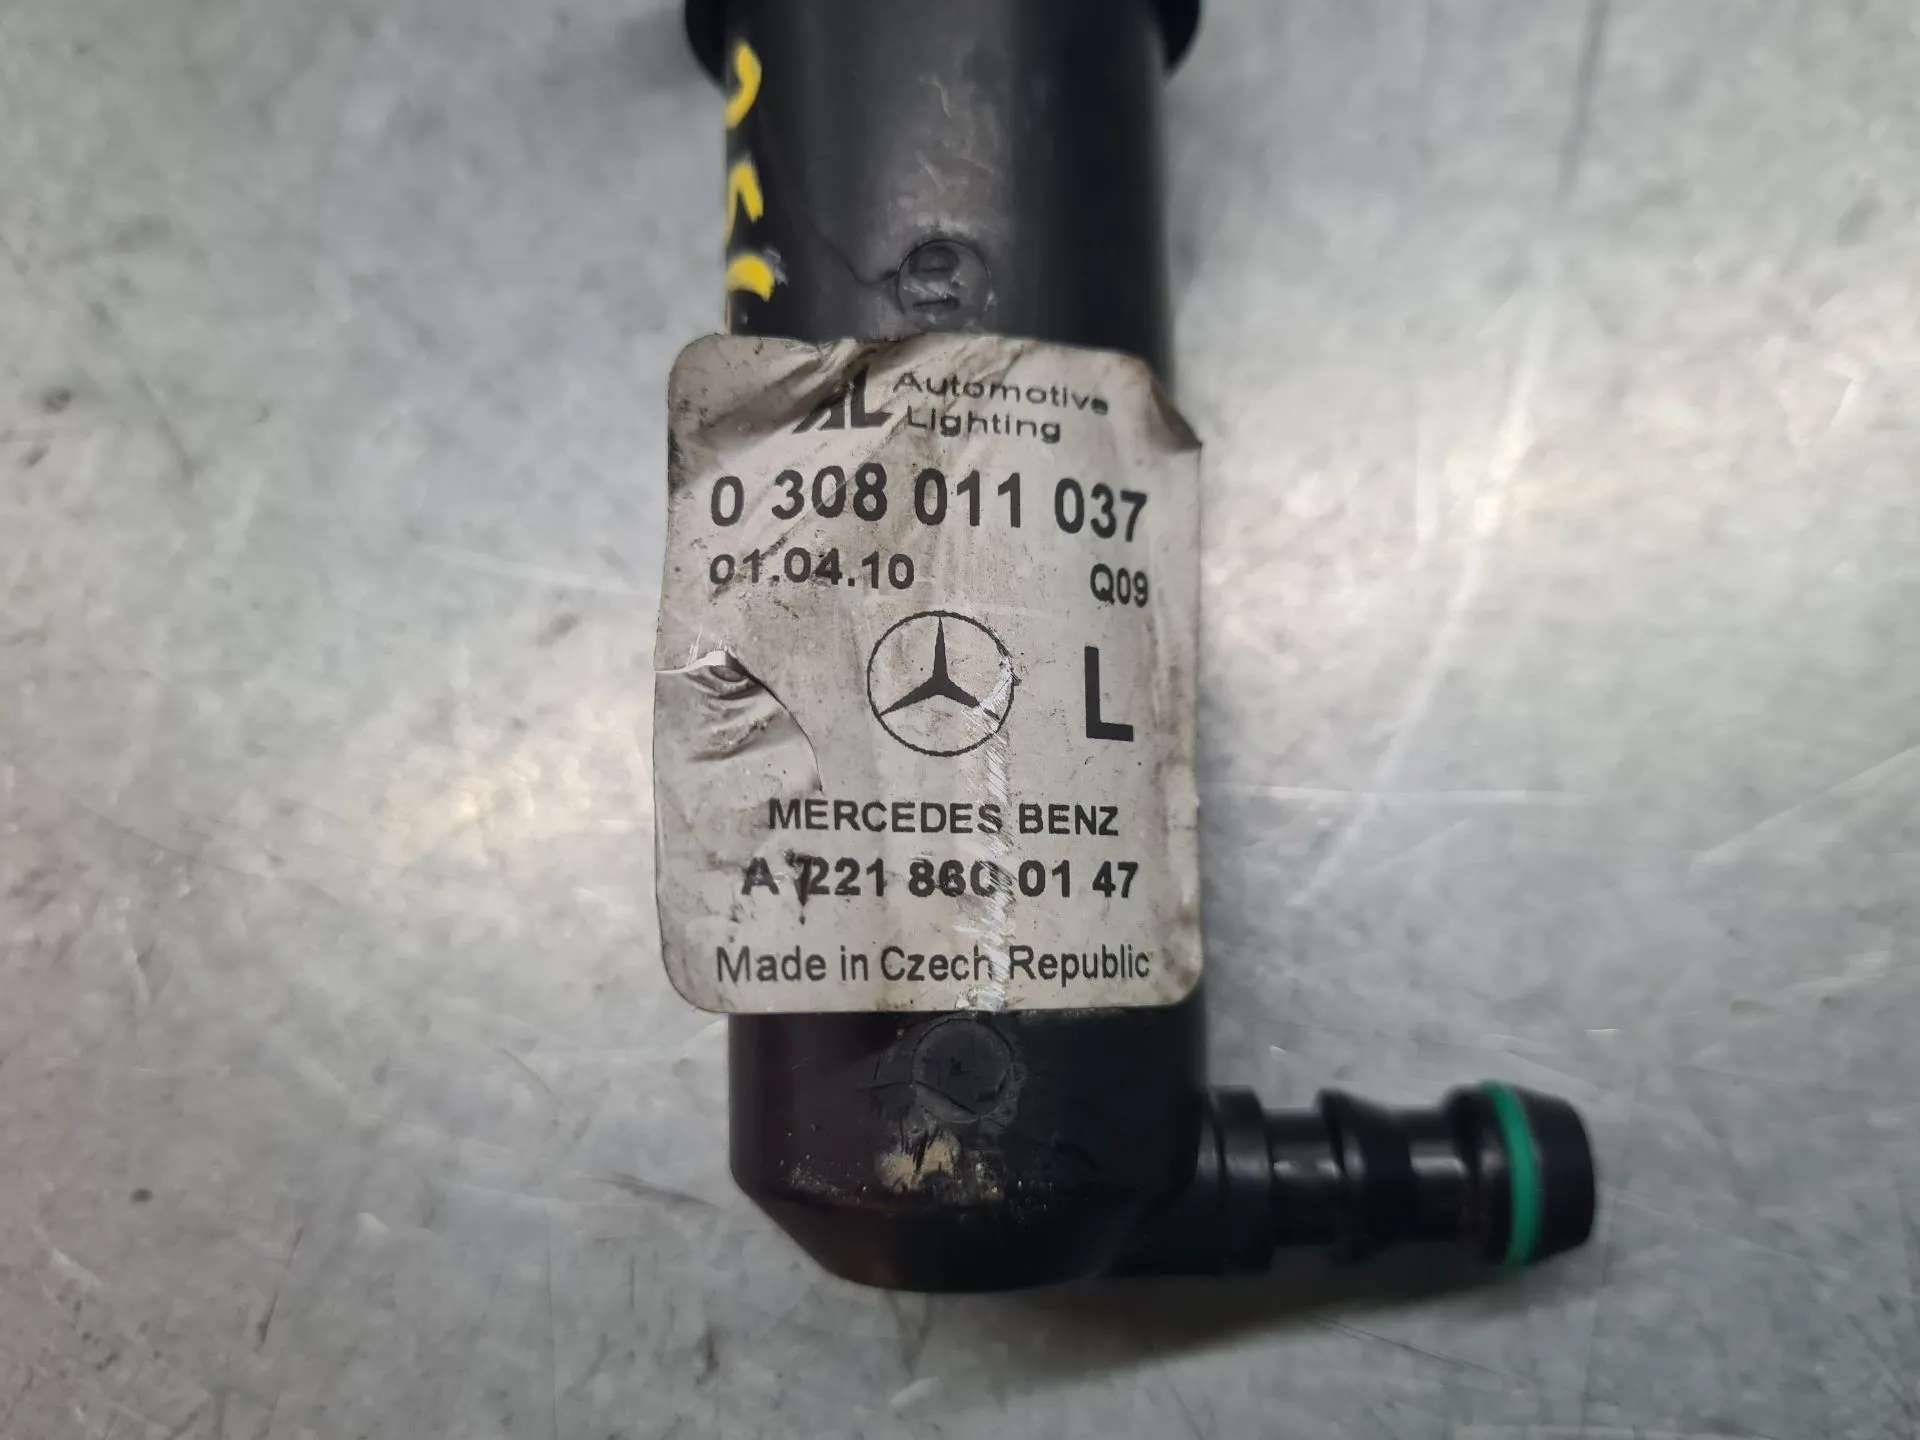 AL Automotive
Lighting
0 308 011 037
01.04.10 Q09
L
MERCEDES BENZ
A 221 860 01 47
Made in Czech Republic